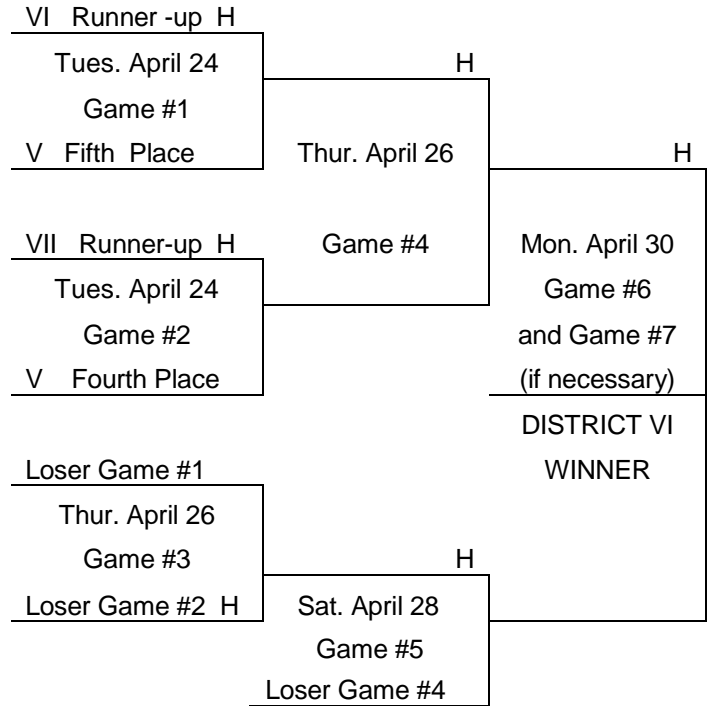 VI Runner -up H
Tues. April 24
H
Game #1
V Fifth Place
Thur. April 26
H
VII Runner-up H
Game #4
Mon. April 30
Tues. April 24
Game #6
Game #2
and Game #7
V Fourth Place
(if necessary)
DISTRICT VI
Loser Game #1
WINNER
Thur. April 26
Game #3
H
Loser Game #2 H
Sat. April 28
Game #5
Loser Game #4